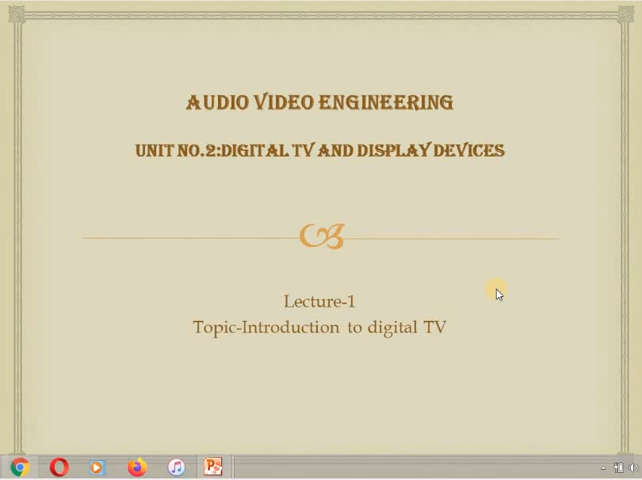 AUDIO VIDEO ENGINEERING
UNIT NO.2:DIGITAL TV AND DISPLAY DEVICES
Lecture-1
Topic-Introduction to digital TV